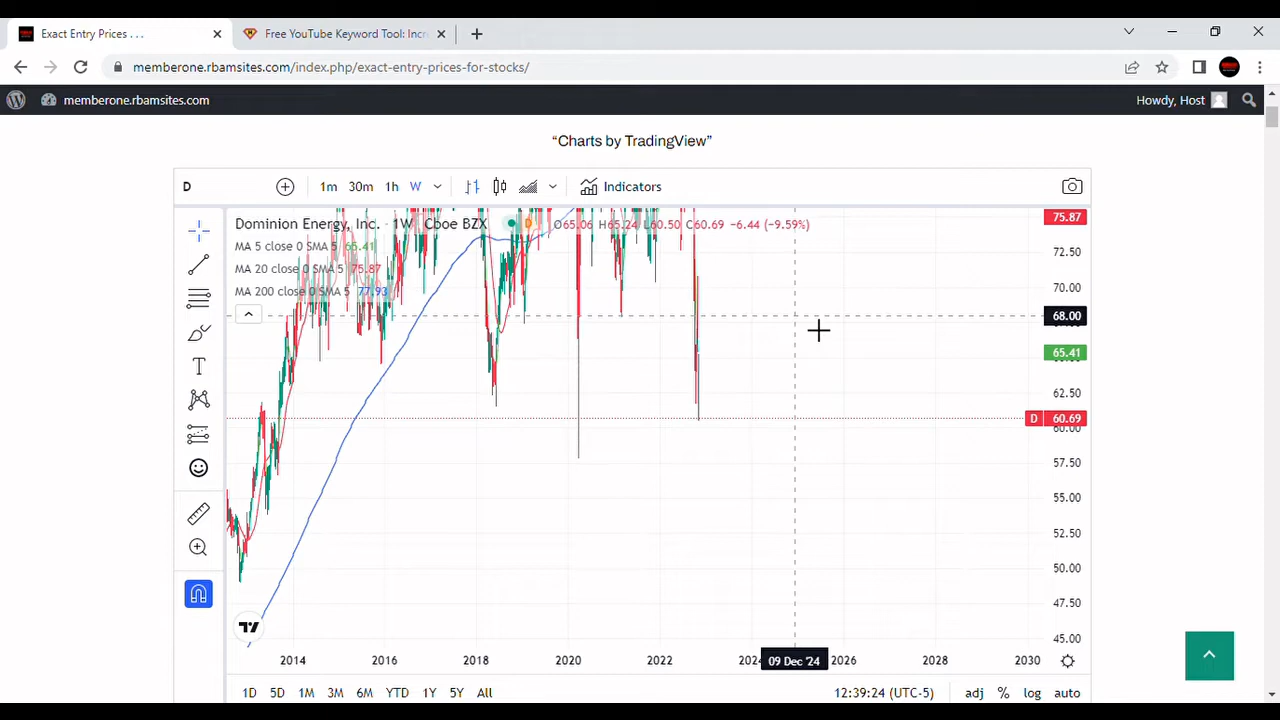 Exact Entry Prices . . .
Free YouTube Keyword Tool: Incre
memberone.rbamsites.com/index.php/exact-entry-prices-for-stocks/
memberone.rbamsites.com
Howdy, Host
“Charts by TradingView”
D
1m 30m 1h W
Indicators
Dominion Energy, Inc. · 1W · Cboe BZX D O65.06 H65.24 L60.50 C60.69 −6.44 (−9.59%)
MA 5 close 0 SMA 5 65.41
MA 20 close 0 SMA 5 75.87
MA 200 close 0 SMA 5 77.93
75.87
72.50
70.00
68.00
65.41
62.50
D 60.69
60.00
57.50
55.00
52.50
50.00
47.50
45.00
2014 2016 2018 2020 2022 2024 09 Dec '24 2026 2028 2030
1D 5D 1M 3M 6M YTD 1Y 5Y All
12:39:24 (UTC-5) adj % log auto